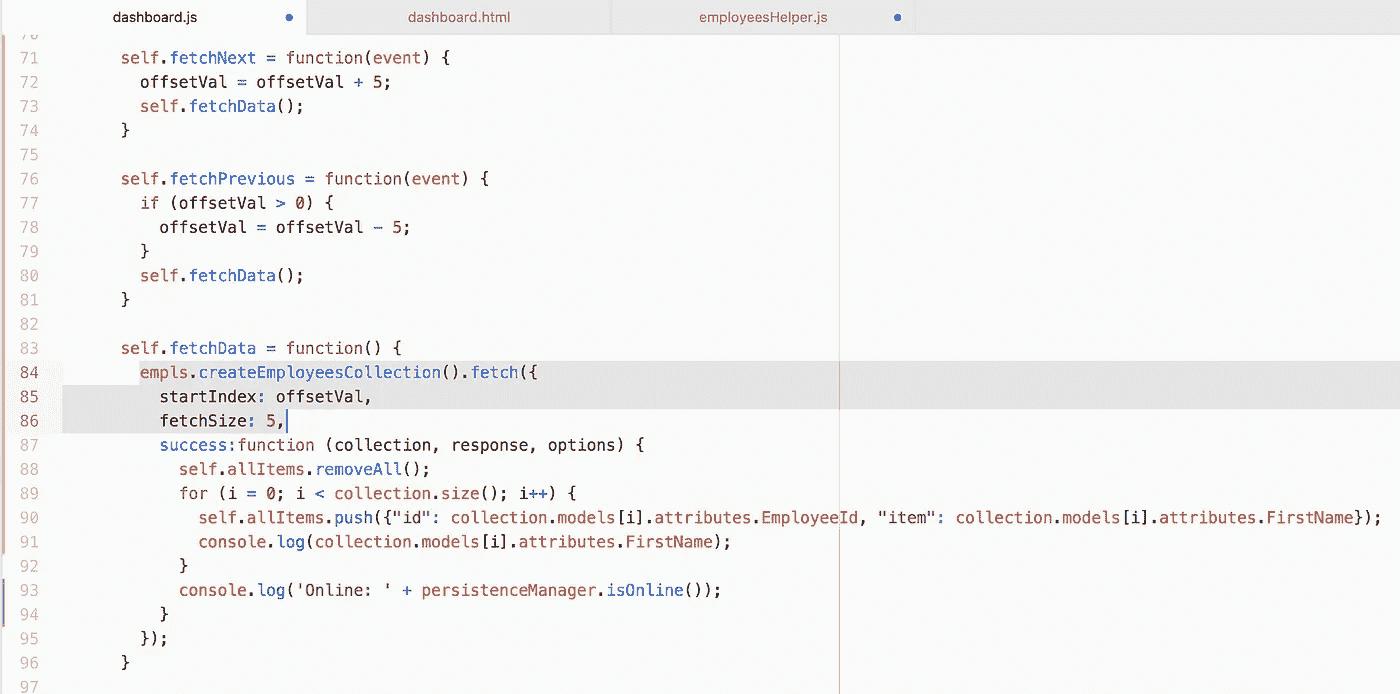 dashboard.js dashboard.html employeesHelper.js
70
71 self.fetchNext = function(event) {
72 offsetVal = offsetVal + 5;
73 self.fetchData();
74 }
75
76 self.fetchPrevious = function(event) {
77 if (offsetVal > 0) {
78 offsetVal = offsetVal - 5;
79 }
80 self.fetchData();
81 }
82
83 self.fetchData = function() {
84 empls.createEmployeesCollection().fetch({
85 startIndex: offsetVal,
86 fetchSize: 5,
87 success:function (collection, response, options) {
88 self.allItems.removeAll();
89 for (i = 0; i < collection.size(); i++) {
90 self.allItems.push({"id": collection.models[i].attributes.EmployeeId, "item": collection.models[i].attributes.FirstName});
91 console.log(collection.models[i].attributes.FirstName);
92 }
93 console.log('Online: ' + persistenceManager.isOnline());
94 }
95 });
96 }
97